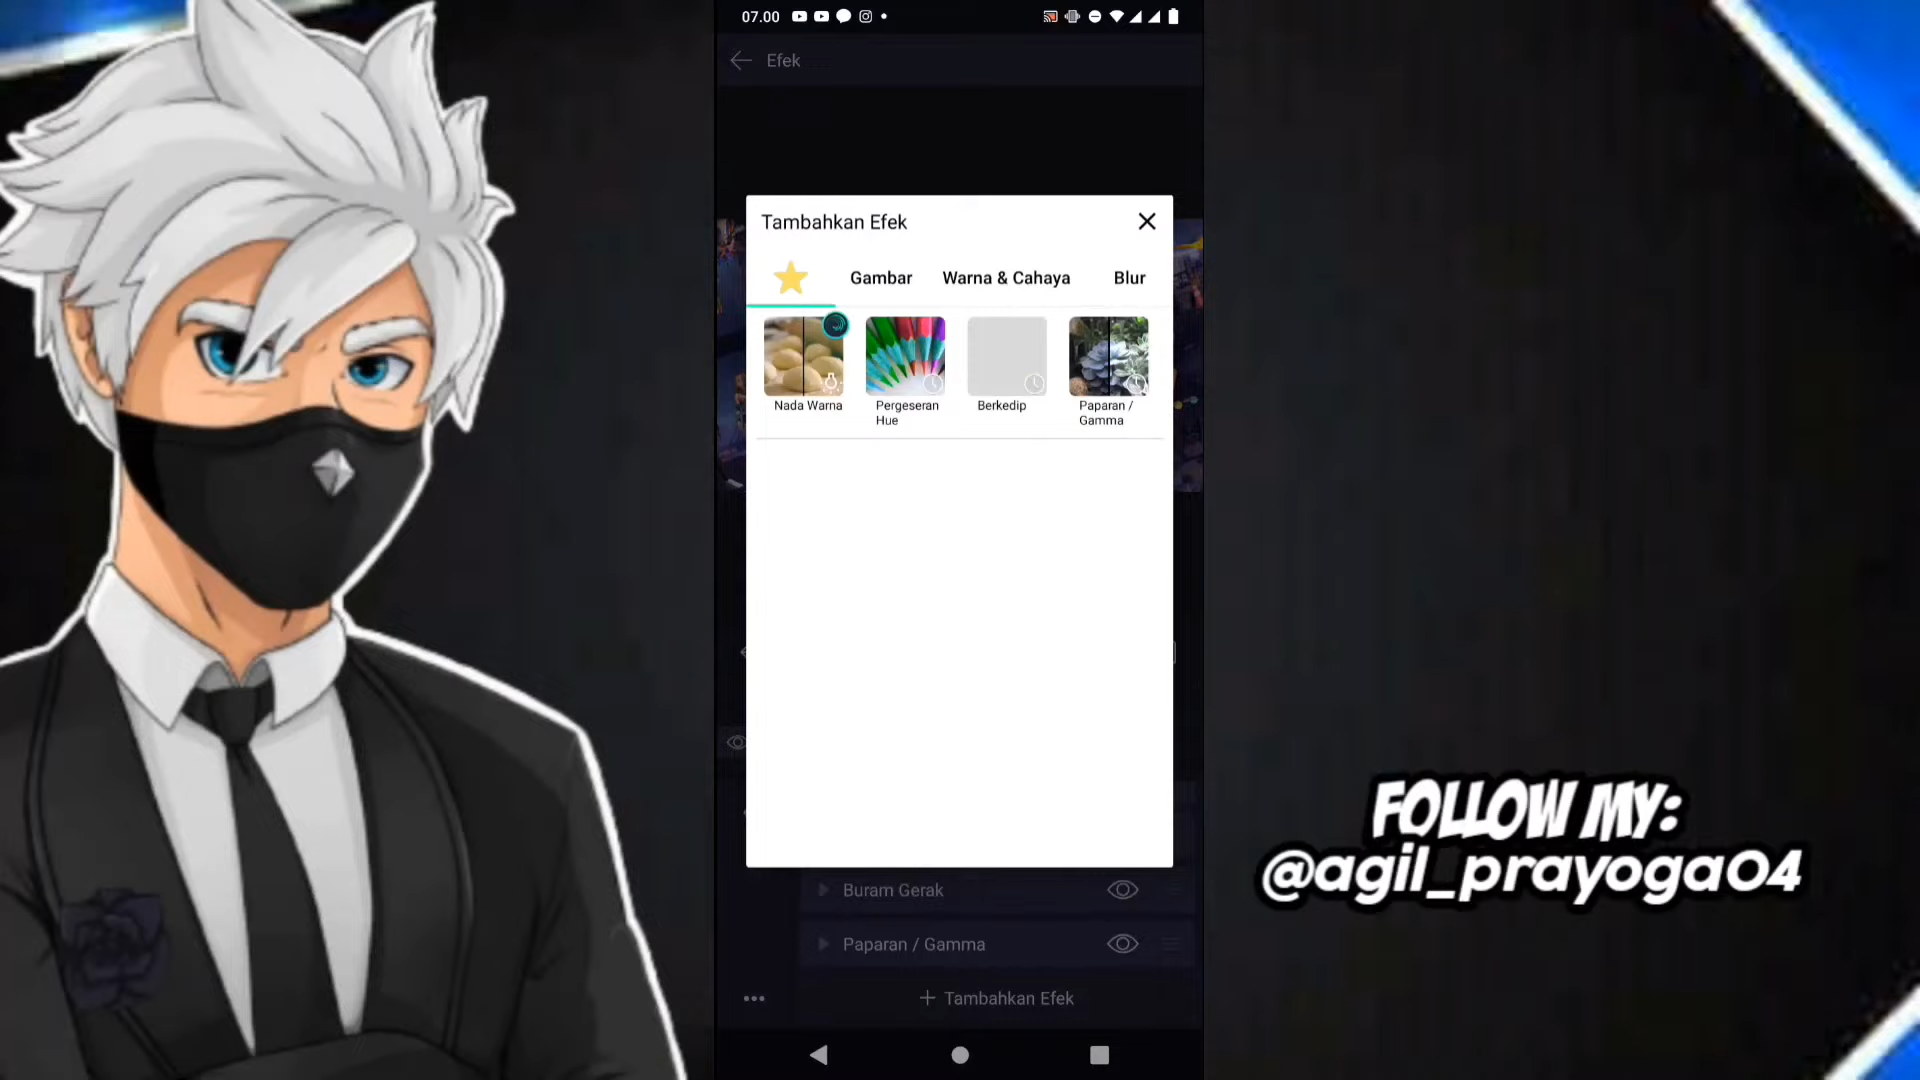 07.00
Efek
Tambahkan Efek
Gambar
Warna & Cahaya
Blur
Nada Warna
Pergeseran
Hue
Berkedip
Paparan /
Gamma
Buram Gerak
Paparan / Gamma
+ Tambahkan Efek
FOLLOW MY:
@agil_prayoga04